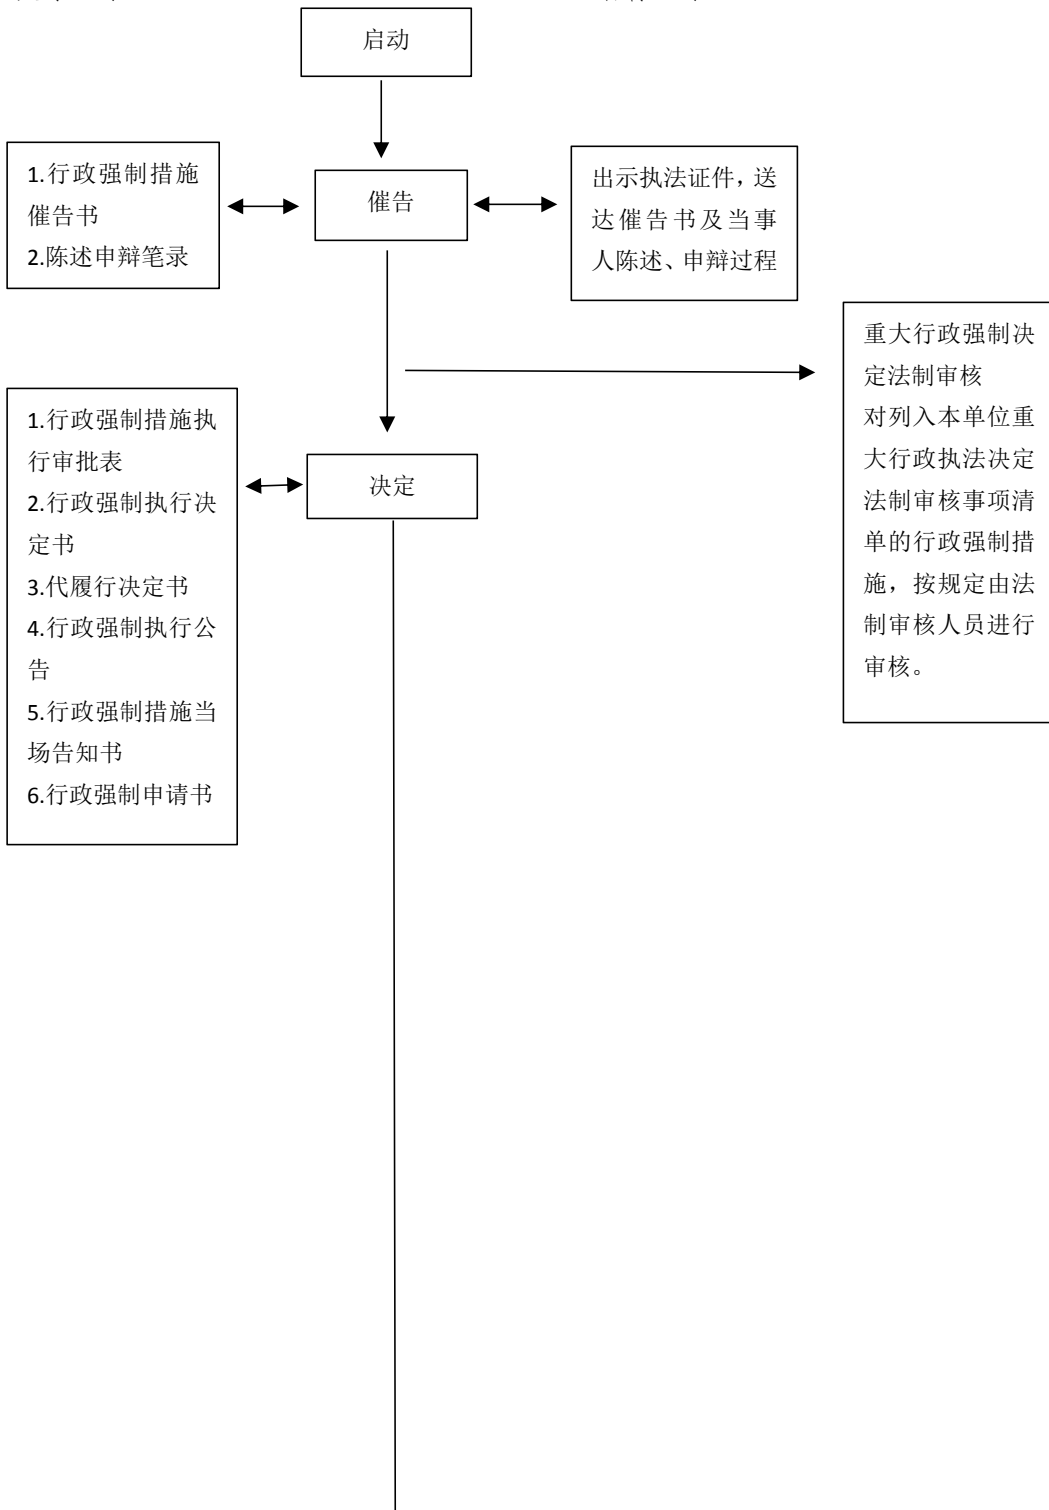 启动
1.行政强制措施
催告书
2.陈述申辩笔录
催告
出示执法证件，送
达催告书及当事
人陈述、申辩过程
重大行政强制决
定法制审核
对列入本单位重
大行政执法决定
法制审核事项清
单的行政强制措
施，按规定由法
制审核人员进行
审核。
1.行政强制措施执
行审批表
2.行政强制执行决
定书
3.代履行决定书
4.行政强制执行公
告
5.行政强制措施当
场告知书
6.行政强制申请书
决定